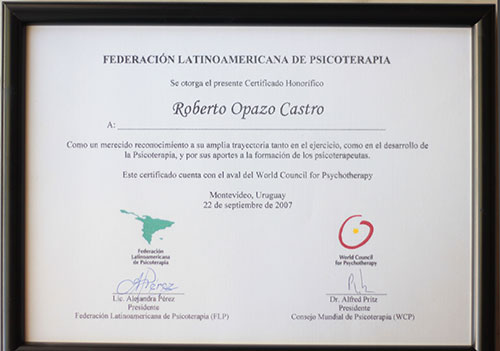 FEDERACIÓN LATINOAMERICANA DE PSICOTERAPIA
Se otorga el presente Certificado Honorífico
Roberto Opazo Castro
A:
Como un merecido reconocimiento a su amplia trayectoria tanto en el ejercicio, como en el desarrollo de
la Psicoterapia, y por sus aportes a la formación de los psicoterapeutas.
Este certificado cuenta con el aval del World Council for Psychotherapy
Montevideo, Uruguay
22 de septiembre de 2007
Federación
Latinoamericana
de Psicoterapia
World Council
for Psychotherapy
Lic. Alejandra Pérez
Presidente
Federación Latinoamericana de Psicoterapia (FLP)
Dr. Alfred Pritz
Presidente
Consejo Mundial de Psicoterapia (WCP)